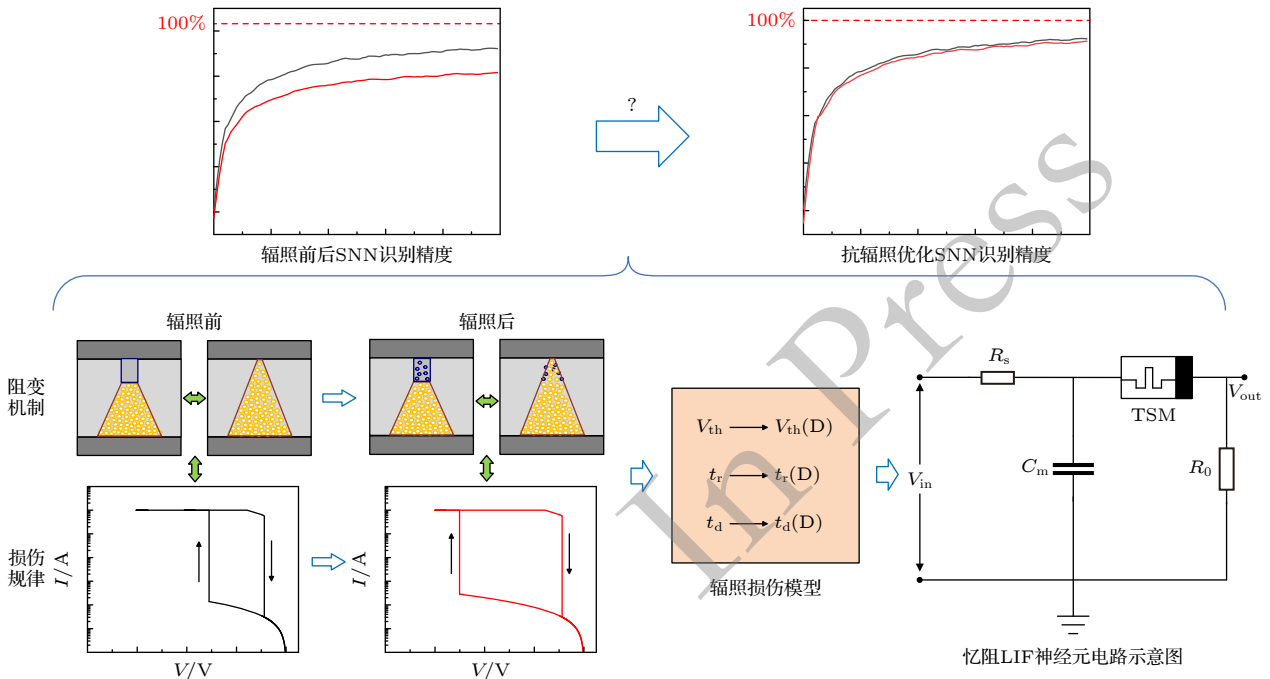 100%
100%
?
辐照前后SNN识别精度
抗辐照优化SNN识别精度
辐照前
辐照后
阻变
机制
损伤
规律
I/A
V/V
I/A
V/V
Vth → Vth(D)
tr → tr(D)
td → td(D)
辐照损伤模型
Rs
TSM
Vout
Cm
Vin
R0
忆阻LIF神经元电路示意图
In Press